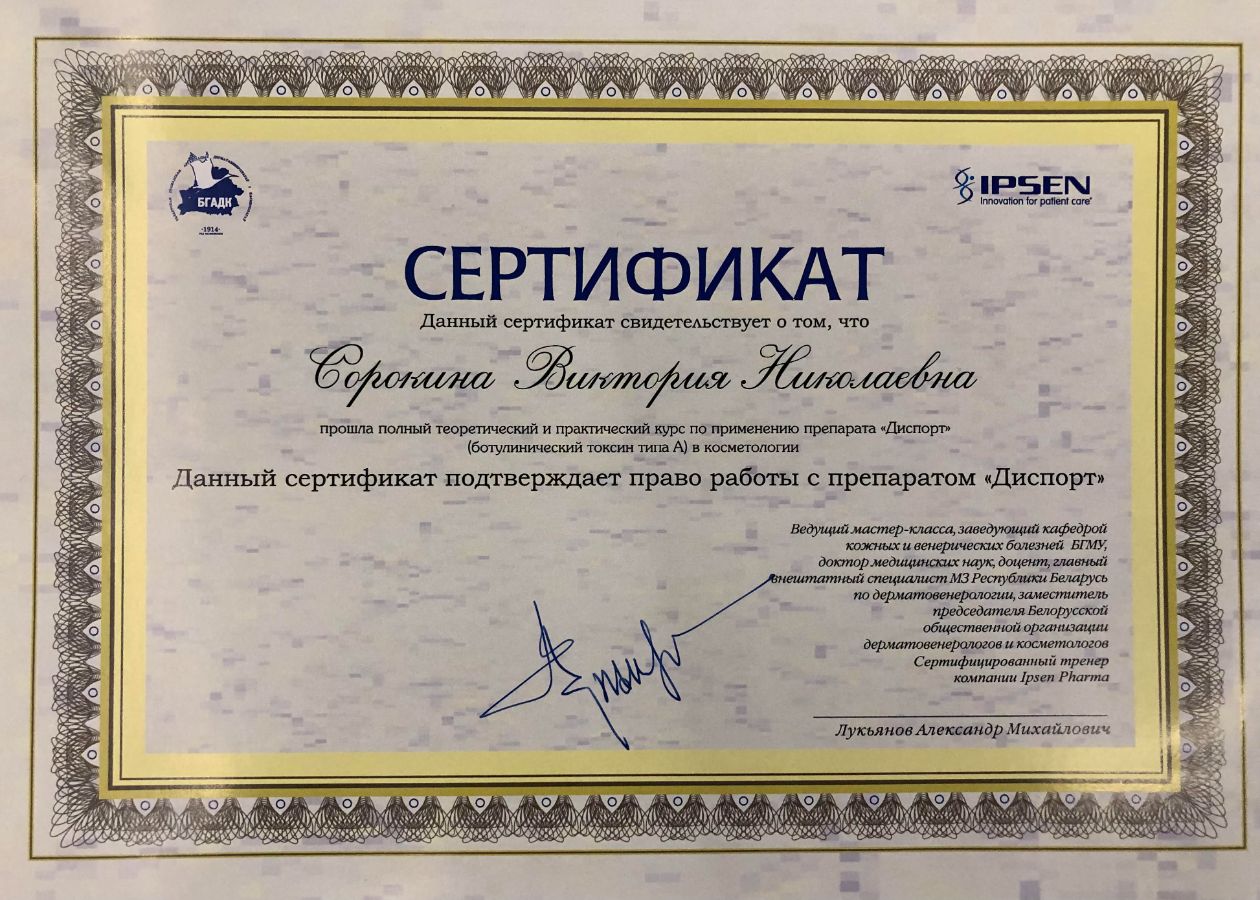 БГАДК
·1914·
IPSEN
Innovation for patient care
СЕРТИФИКАТ
Данный сертификат свидетельствует о том, что
Сорокина Виктория Николаевна
прошла полный теоретический и практический курс по применению препарата «Диспорт»
(ботулинический токсин типа А) в косметологии
Данный сертификат подтверждает право работы с препаратом «Диспорт»
Ведущий мастер-класса, заведующий кафедрой
кожных и венерических болезней БГМУ,
доктор медицинских наук, доцент, главный
внештатный специалист МЗ Республики Беларусь
по дерматовенерологии, заместитель
председателя Белорусской
общественной организации
дерматовенерологов и косметологов
Сертифицированный тренер
компании Ipsen Pharma
Лукьянов Александр Михайлович